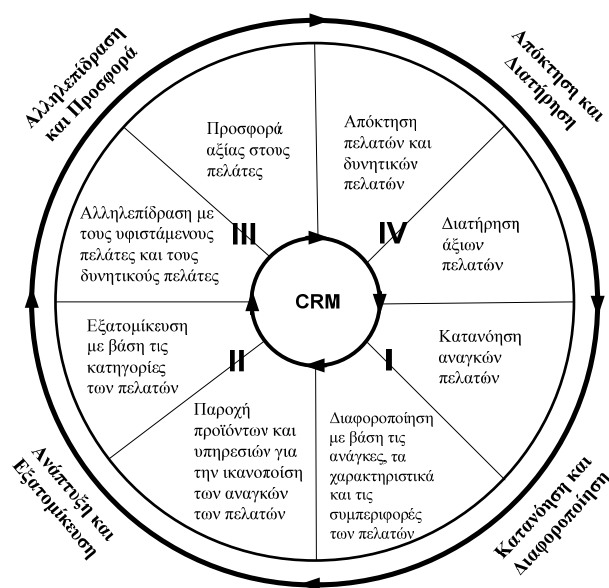 Αλληλεπίδραση
και Προσφορά
Απόκτηση και
Διατήρηση
Προσφορά
αξίας στους
πελάτες
Απόκτηση
πελατών και
δυνητικών
πελατών
Αλληλεπίδραση με
τους υφιστάμενους
πελάτες και τους
δυνητικούς πελάτες
III
IV
Διατήρηση
άξιων
πελατών
CRM
Εξατομίκευση
με βάση τις
κατηγορίες
των πελατών
II
I
Κατανόηση
αναγκών
πελατών
Παροχή
προϊόντων και
υπηρεσιών για
την ικανοποίση
των αναγκών
των πελατών
Διαφοροποίηση
με βάση τις
ανάγκες, τα
χαρακτηριστικά
και τις
συμπεριφορές
των πελατών
Ανάπτυξη και
Εξατομίκευση
Κατανόηση και
Διαφοροποίηση